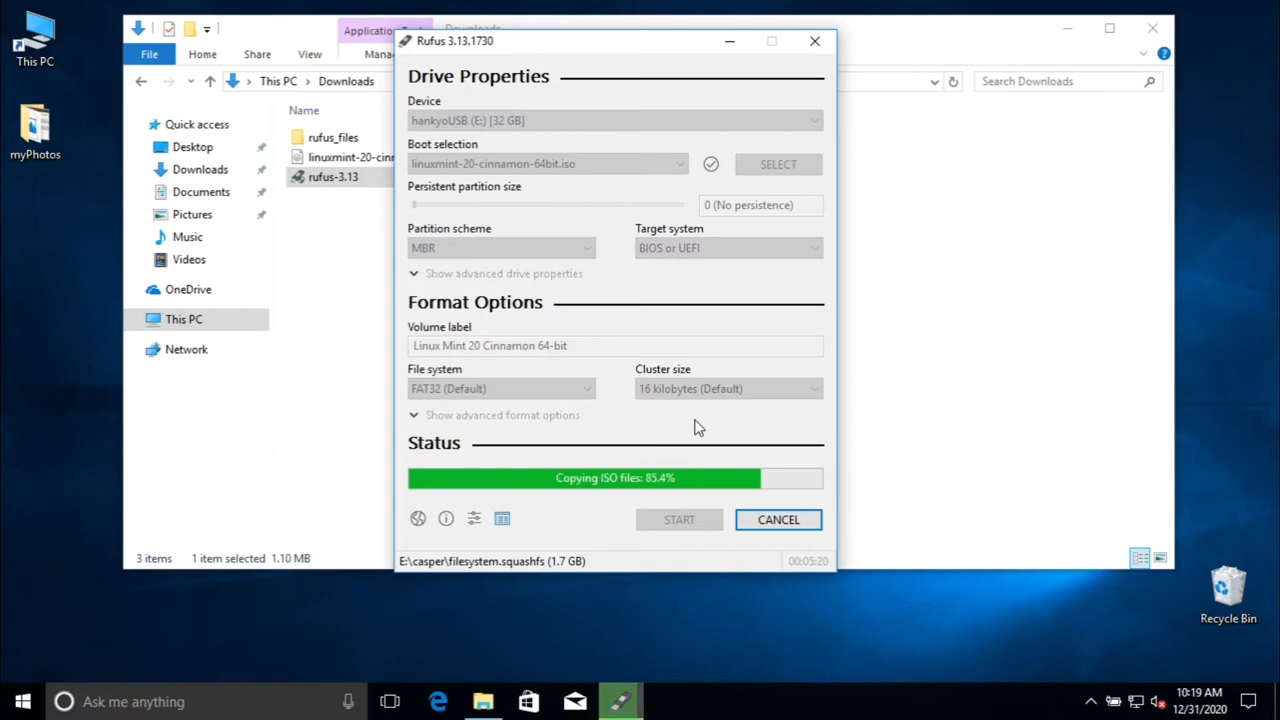 This PC
myPhotos
Recycle Bin
Downloads
File
Home
Share
View
This PC
Downloads
Search Downloads
Quick access
Desktop
Downloads
Documents
Pictures
Music
Videos
OneDrive
This PC
Network
Name
rufus_files
rufus-3.13
3 items
1 item selected 1.10 MB
Rufus 3.13.1730
Drive Properties
Device
hankyoUSB (E:) [32 GB]
Boot selection
linuxmint-20-cinnamon-64bit.iso
SELECT
Persistent partition size
0 (No persistence)
Partition scheme
Target system
MBR
BIOS or UEFI
Show advanced drive properties
Format Options
Volume label
Linux Mint 20 Cinnamon 64-bit
File system
Cluster size
FAT32 (Default)
16 kilobytes (Default)
Show advanced format options
Status
Copying ISO files: 85.4%
START
CANCEL
E:\casper\filesystem.squashfs (1.7 GB)
00:05:20
Ask me anything
10:19 AM
12/31/2020